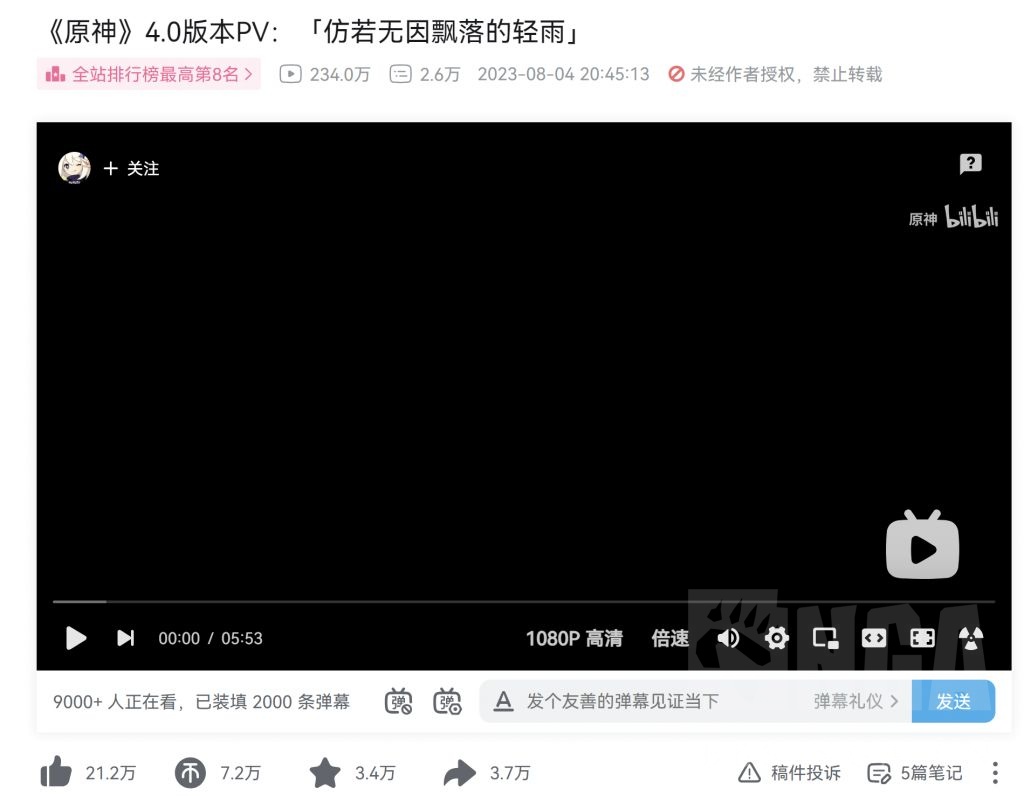 《原神》4.0版本PV：「仿若无因飘落的轻雨」
全站排行榜最高第8名 234.0万 2.6万 2023-08-04 20:45:13 未经作者授权，禁止转载
+ 关注
原神 bilibili
00:00 / 05:53 1080P 高清 倍速
NGA
9000+ 人正在看，已装填 2000 条弹幕 弹 弹 A 发个友善的弹幕见证当下 弹幕礼仪 > 发送
21.2万 7.2万 3.4万 3.7万 稿件投诉 5篇笔记